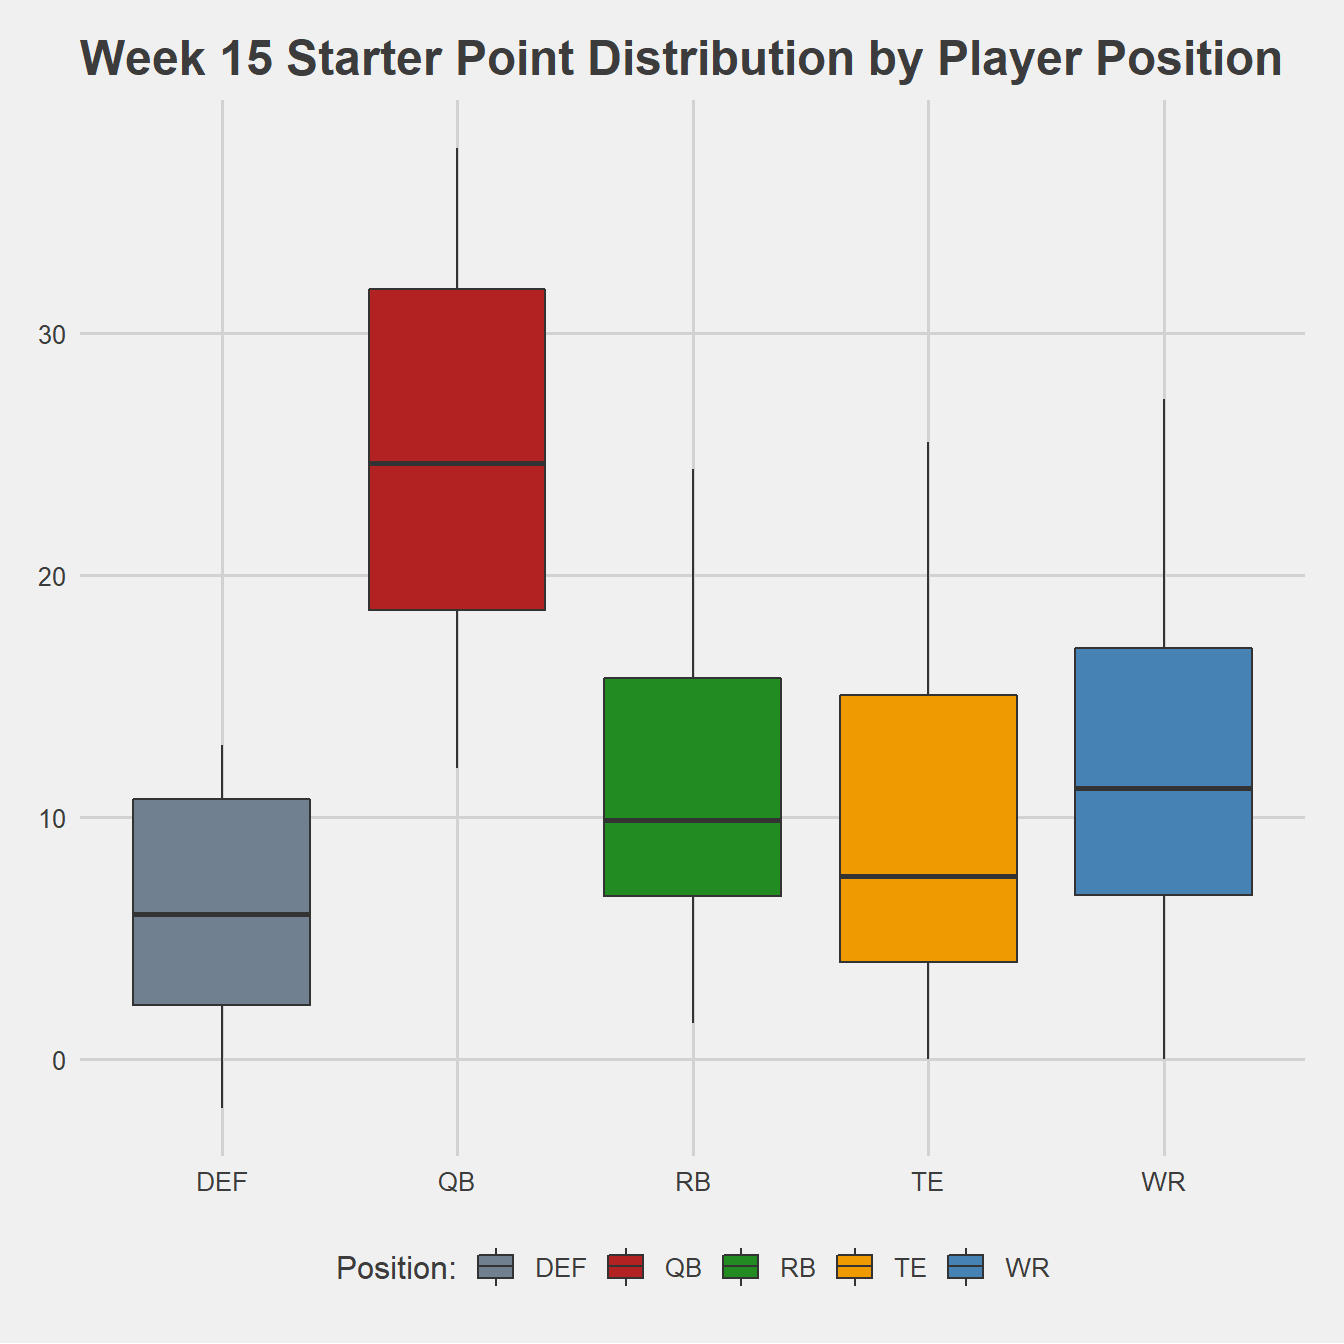 Week 15 Starter Point Distribution by Player Position
30
20
10
0
DEF QB RB TE WR
Position: DEF QB RB TE WR